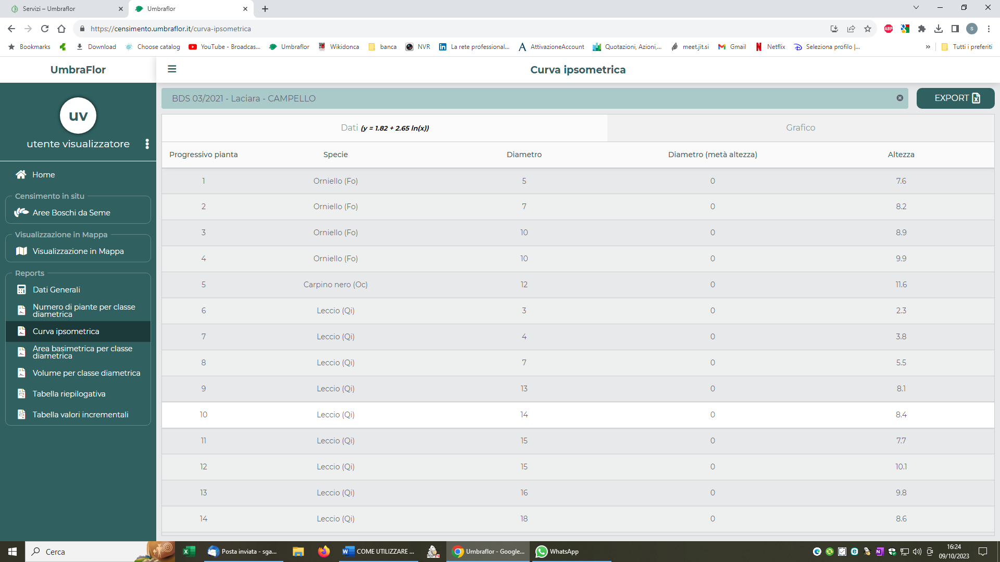 Servizi – Umbraflor
Umbraflor
https://censimento.umbraflor.it/curva-ipsometrica
ABP
S
Bookmarks
Download
Choose catalog
YouTube - Broadcas...
Umbraflor
Wikidonca
banca
NVR
La rete professional...
AttivazioneAccount
Quotazioni, Azioni,...
meet.jit.si
Gmail
Netflix
Seleziona profilo |...
»
Tutti i preferiti
UmbraFlor
Curva ipsometrica
uv
utente visualizzatore
Home
Censimento in situ
Aree Boschi da Seme
Visualizzazione in Mappa
Visualizzazione in Mappa
Reports
Dati Generali
Numero di piante per classe
diametrica
Curva ipsometrica
Area basimetrica per classe
diametrica
Volume per classe diametrica
Tabella riepilogativa
Tabella valori incrementali
BDS 03/2021 - Laciara - CAMPELLO
EXPORT
Dati (y = 1.82 + 2.65 ln(x))
Grafico
Progressivo pianta Specie Diametro Diametro (metà altezza) Altezza
1 Orniello (Fo) 5 0 7.6
2 Orniello (Fo) 7 0 8.2
3 Orniello (Fo) 10 0 8.9
4 Orniello (Fo) 10 0 9.9
5 Carpino nero (Oc) 12 0 11.6
6 Leccio (Qi) 3 0 2.3
7 Leccio (Qi) 4 0 3.8
8 Leccio (Qi) 7 0 5.5
9 Leccio (Qi) 13 0 8.1
10 Leccio (Qi) 14 0 8.4
11 Leccio (Qi) 15 0 7.7
12 Leccio (Qi) 15 0 10.1
13 Leccio (Qi) 16 0 9.8
14 Leccio (Qi) 18 0 8.6
Cerca
Posta inviata - sga...
COME UTILIZZARE ...
Umbraflor - Google...
WhatsApp
16:24
09/10/2023